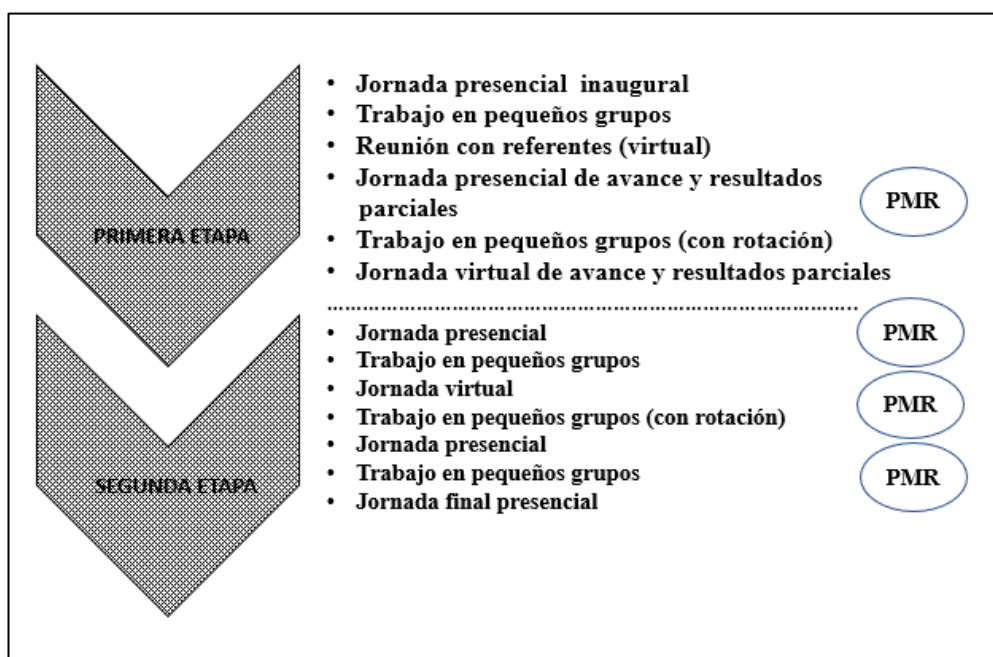 • Jornada presencial inaugural
• Trabajo en pequeños grupos
• Reunión con referentes (virtual)
• Jornada presencial de avance y resultados
parciales
PMR
PRIMERA ETAPA
• Trabajo en pequeños grupos (con rotación)
• Jornada virtual de avance y resultados parciales
• Jornada presencial
PMR
• Trabajo en pequeños grupos
• Jornada virtual
PMR
• Trabajo en pequeños grupos (con rotación)
• Jornada presencial
• Trabajo en pequeños grupos
PMR
SEGUNDA ETAPA
• Jornada final presencial